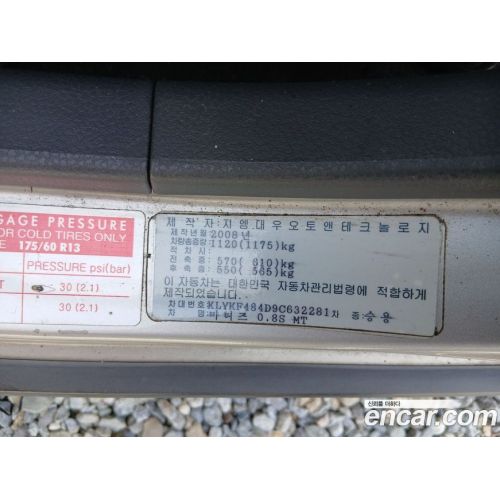 GAGE PRESSURE
OR COLD TIRES ONLY
E 175/60 R13
PRESSURE psi(bar)
T 30 (2.1)
30 (2.1)
제작자:지엠대우오토앤테크놀로지
제작년월 2008년
차량총중량 1120(1175)kg
적차시
전축중: 570( 610)kg
후축중: 550( 565)kg
이 자동차는 대한민국 자동차관리법령에 적합하게
제작되었습니다.
차대번호 KLYKF484D9C632281 차
차 명: 0.8S MT 종:승용
신뢰를 더하다
encar.com